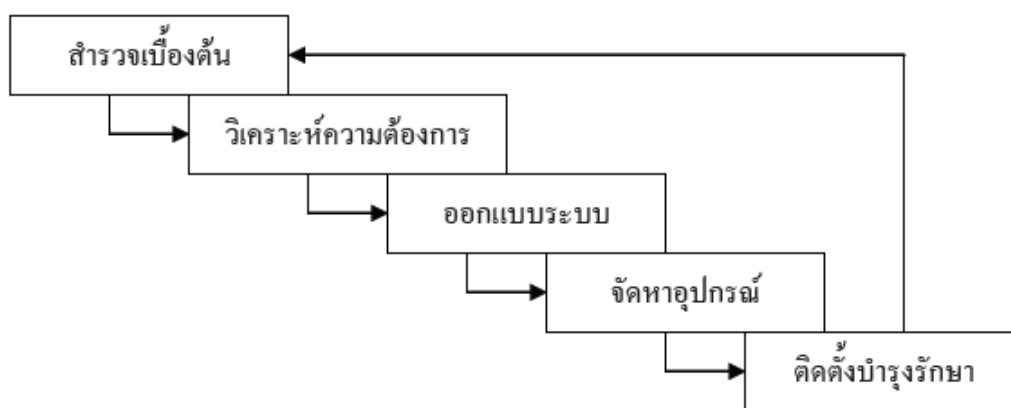 สำรวจเบื้องต้น
วิเคราะห์ความต้องการ
ออกแบบระบบ
จัดหาอุปกรณ์
ติดตั้งบำรุงรักษา